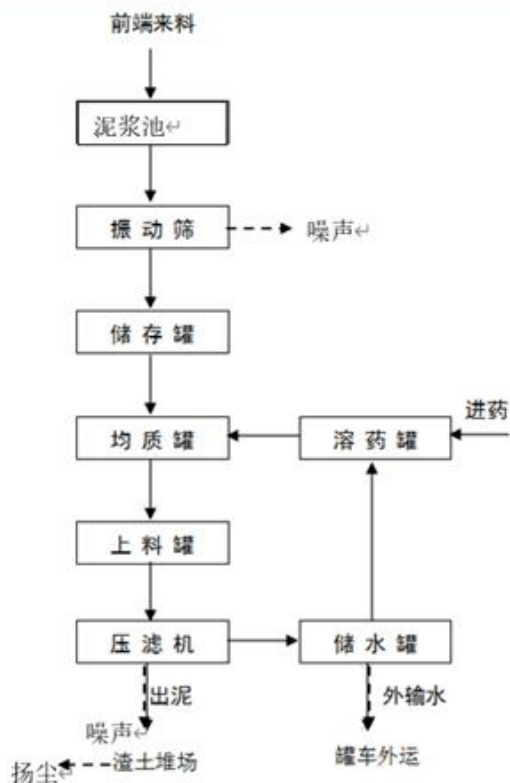 前端来料
泥浆池↵
振动筛
噪声↵
储存罐
进药
均质罐
溶药罐
上料罐
压滤机
储水罐
出泥
外输水
噪声↵
扬尘↵
渣土堆场
罐车外运